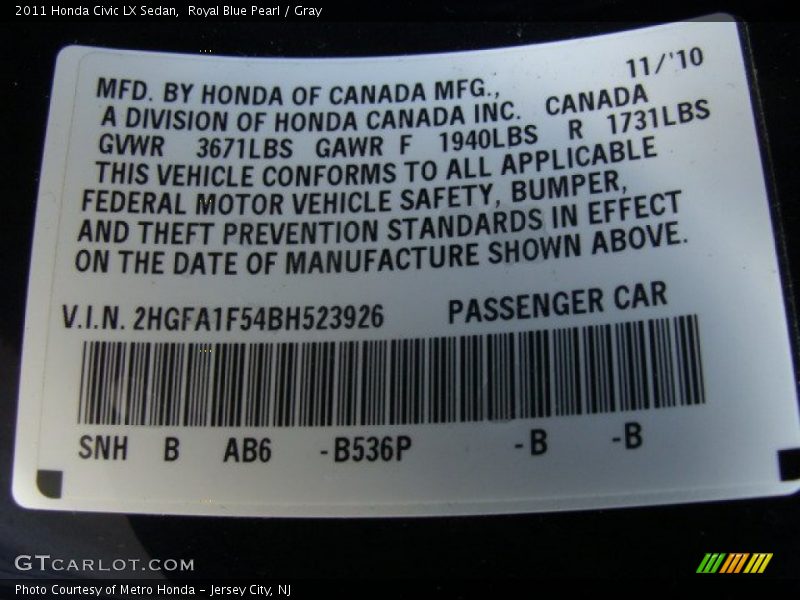 2011 Honda Civic LX Sedan, Royal Blue Pearl / Gray
11/'10
MFD. BY HONDA OF CANADA MFG.,
A DIVISION OF HONDA CANADA INC. CANADA
GVWR 3671LBS GAWR F 1940LBS R 1731LBS
THIS VEHICLE CONFORMS TO ALL APPLICABLE
FEDERAL MOTOR VEHICLE SAFETY, BUMPER,
AND THEFT PREVENTION STANDARDS IN EFFECT
ON THE DATE OF MANUFACTURE SHOWN ABOVE.
V.I.N. 2HGFA1F54BH523926 PASSENGER CAR
SNH B AB6 -B536P -B -B
GTCARLOT.COM
Photo Courtesy of Metro Honda - Jersey City, NJ